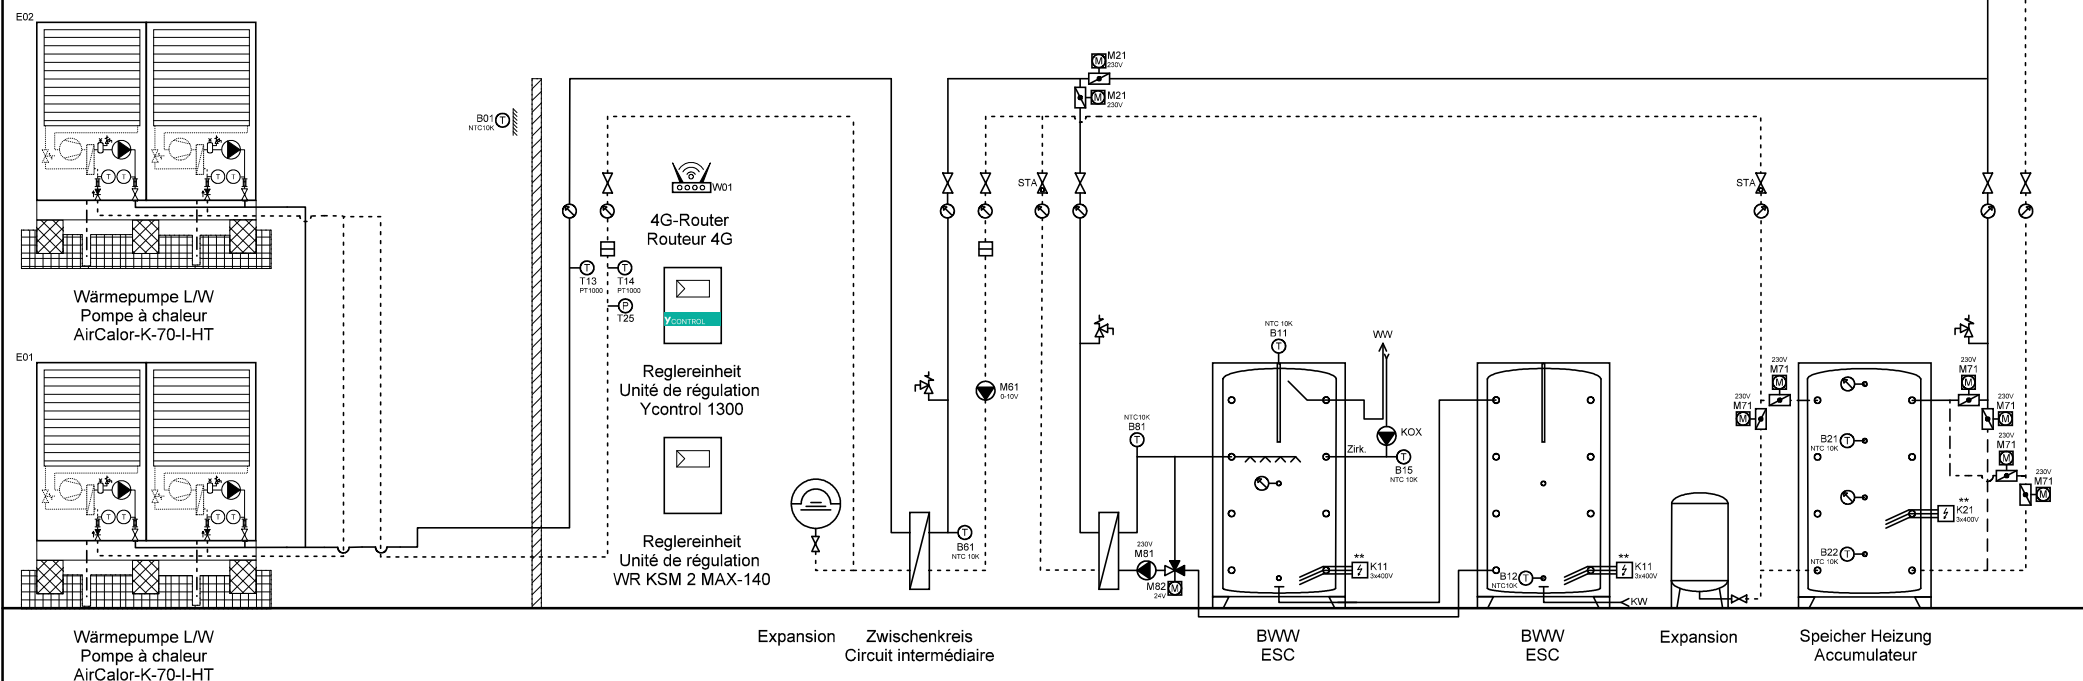 E02
Wärmepumpe L/W
Pompe à chaleur
AirCalor-K-70-I-HT
E01
Wärmepumpe L/W
Pompe à chaleur
AirCalor-K-70-I-HT
B01
T
NTC10K
W01
4G-Router
Routeur 4G
T
T13
PT1000
T
T14
PT1000
P
T25
Y CONTROL
Reglereinheit
Unité de régulation
Ycontrol 1300
Reglereinheit
Unité de régulation
WR KSM 2 MAX-140
Expansion
Zwischenkreis
Circuit intermédiaire
T
B61
NTC 10K
M61
0-10V
STA
M
M21
230V
M
M21
230V
NTC10K
B81
T
230V
M81
M82
24V
M
NTC 10K
B11
T
WW
KOX
Zirk.
T
B15
NTC 10K
**
K11
3x400V
BWW
ESC
B12
T
NTC10K
**
K11
3x400V
KW
BWW
ESC
STA
Expansion
230V
M71
M
230V
M71
M
B21
T
NTC 10K
B22
T
NTC 10K
**
K21
3x400V
230V
M71
M
230V
M71
M
230V
M71
M
230V
M71
M
Speicher Heizung
Accumulateur